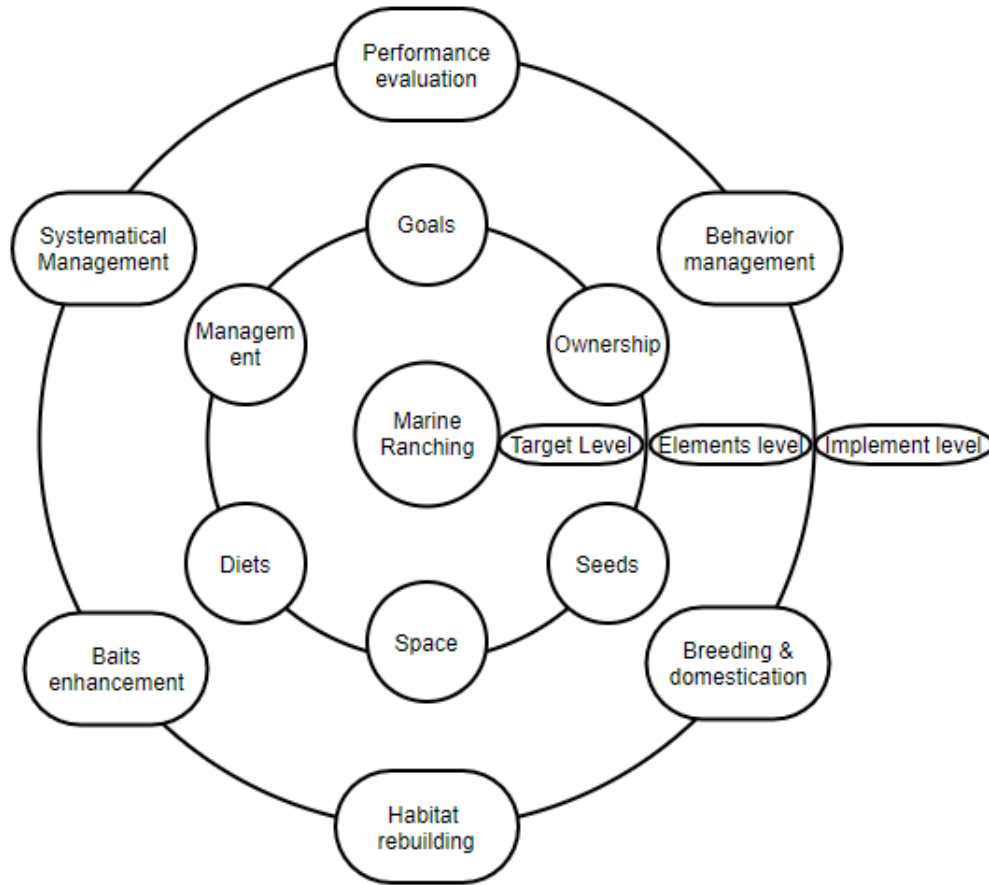 Performance
evaluation
Systematical
Management
Goals
Behavior
management
Managem
ent
Ownership
Marine
Ranching
Target Level
Elements level
Implement level
Diets
Seeds
Space
Baits
enhancement
Breeding &
domestication
Habitat
rebuilding